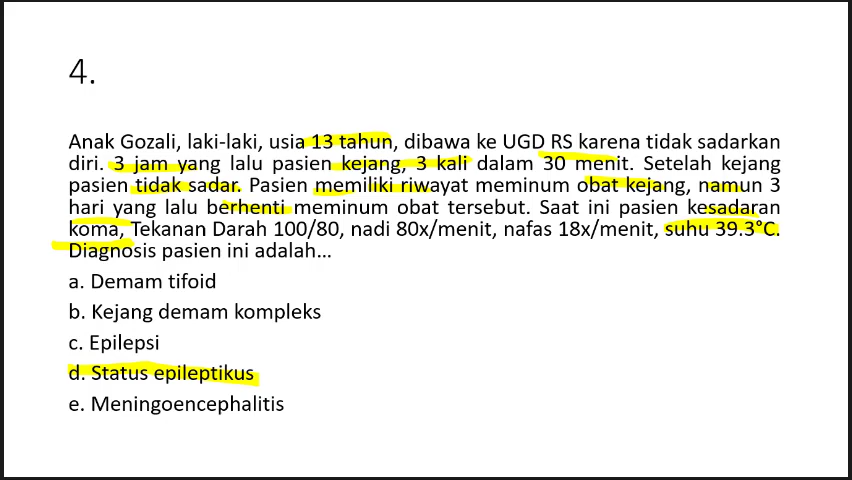 4.
Anak Gozali, laki-laki, usia 13 tahun, dibawa ke UGD RS karena tidak sadarkan
diri. 3 jam yang lalu pasien kejang, 3 kali dalam 30 menit. Setelah kejang
pasien tidak sadar. Pasien memiliki riwayat meminum obat kejang, namun 3
hari yang lalu berhenti meminum obat tersebut. Saat ini pasien kesadaran
koma, Tekanan Darah 100/80, nadi 80x/menit, nafas 18x/menit, suhu 39.3°C.
Diagnosis pasien ini adalah...
a. Demam tifoid
b. Kejang demam kompleks
c. Epilepsi
d. Status epileptikus
e. Meningoencephalitis